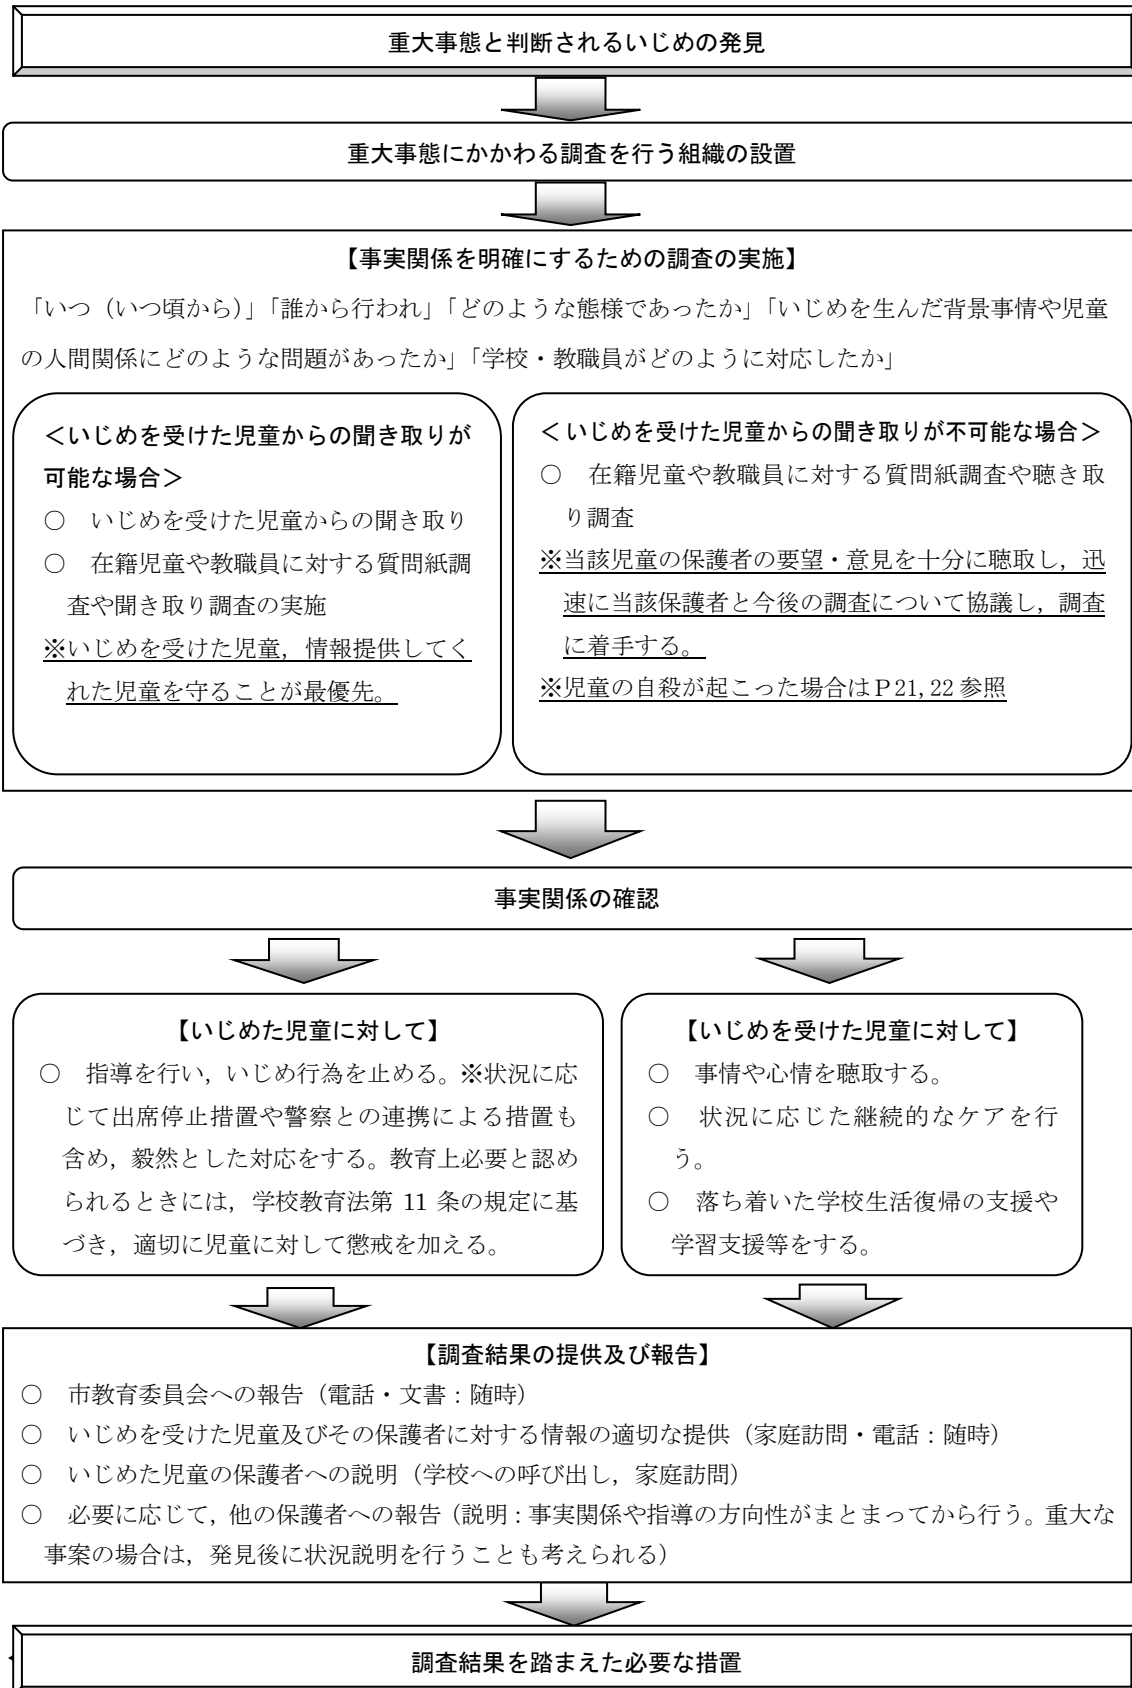 重大事態と判断されるいじめの発見
重大事態にかかわる調査を行う組織の設置
【事実関係を明確にするための調査の実施】
「いつ（いつ頃から）」「誰から行われ」「どのような態様であったか」「いじめを生んだ背景事情や児童
の人間関係にどのような問題があったか」「学校・教職員がどのように対応したか」
＜いじめを受けた児童からの聞き取りが
可能な場合＞
○　いじめを受けた児童からの聞き取り
○　在籍児童や教職員に対する質問紙調
査や聞き取り調査の実施
※いじめを受けた児童，情報提供してく
れた児童を守ることが最優先。
＜いじめを受けた児童からの聞き取りが不可能な場合＞
○　在籍児童や教職員に対する質問紙調査や聴き取
り調査
※当該児童の保護者の要望・意見を十分に聴取し，迅
速に当該保護者と今後の調査について協議し，調査
に着手する。
※児童の自殺が起こった場合はＰ21, 22 参照
事実関係の確認
【いじめた児童に対して】
○　指導を行い，いじめ行為を止める。※状況に応
じて出席停止措置や警察との連携による措置も
含め，毅然とした対応をする。教育上必要と認め
られるときには，学校教育法第 11 条の規定に基
づき，適切に児童に対して懲戒を加える。
【いじめを受けた児童に対して】
○　事情や心情を聴取する。
○　状況に応じた継続的なケアを行
う。
○　落ち着いた学校生活復帰の支援や
学習支援等をする。
【調査結果の提供及び報告】
○　市教育委員会への報告（電話・文書：随時）
○　いじめを受けた児童及びその保護者に対する情報の適切な提供（家庭訪問・電話：随時）
○　いじめた児童の保護者への説明（学校への呼び出し，家庭訪問）
○　必要に応じて，他の保護者への報告（説明：事実関係や指導の方向性がまとまってから行う。重大な
事案の場合は，発見後に状況説明を行うことも考えられる）
調査結果を踏まえた必要な措置